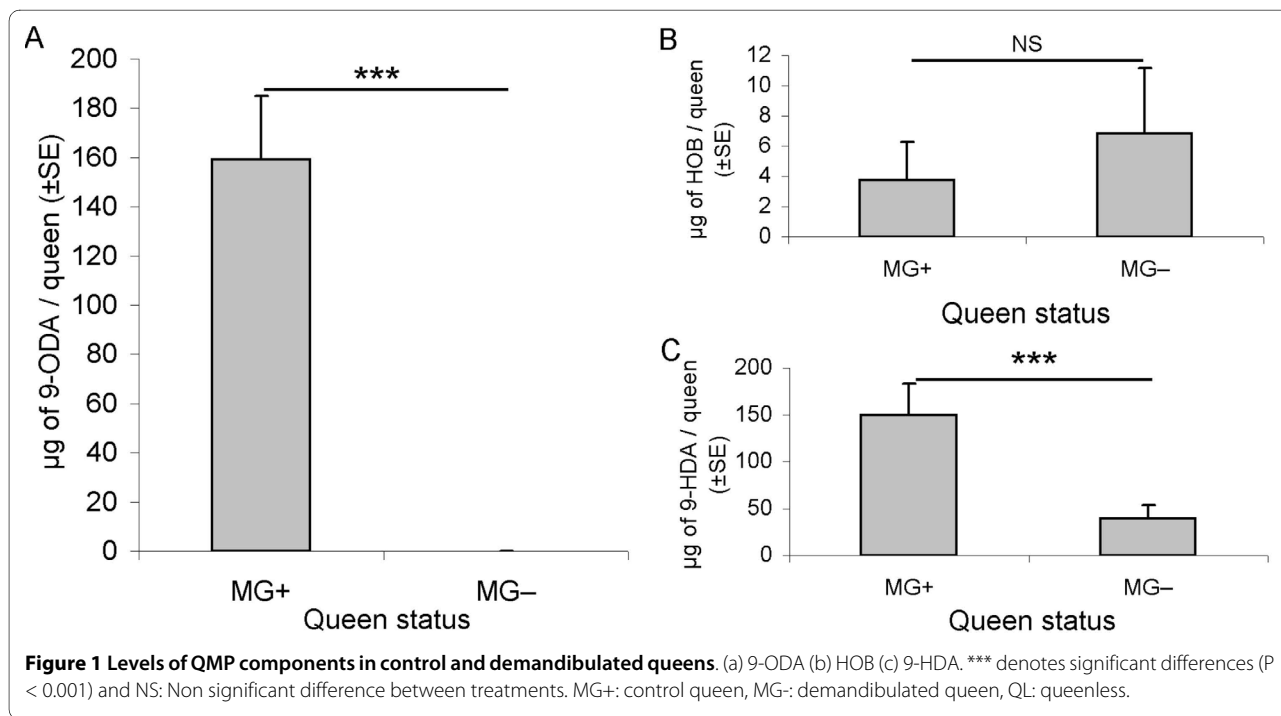 A
200
180
160
140
120
100
80
60
40
20
0
µg of 9-ODA / queen (±SE)
***
MG+ MG–
Queen status
B
12
10
8
6
4
2
0
µg of HOB / queen
(±SE)
NS
MG+ MG–
Queen status
C
200
150
100
50
0
µg of 9-HDA / queen
(±SE)
***
MG+ MG–
Queen status
Figure 1 Levels of QMP components in control and demandibulated queens. (a) 9-ODA (b) HOB (c) 9-HDA. *** denotes significant differences (P
< 0.001) and NS: Non significant difference between treatments. MG+: control queen, MG-: demandibulated queen, QL: queenless.